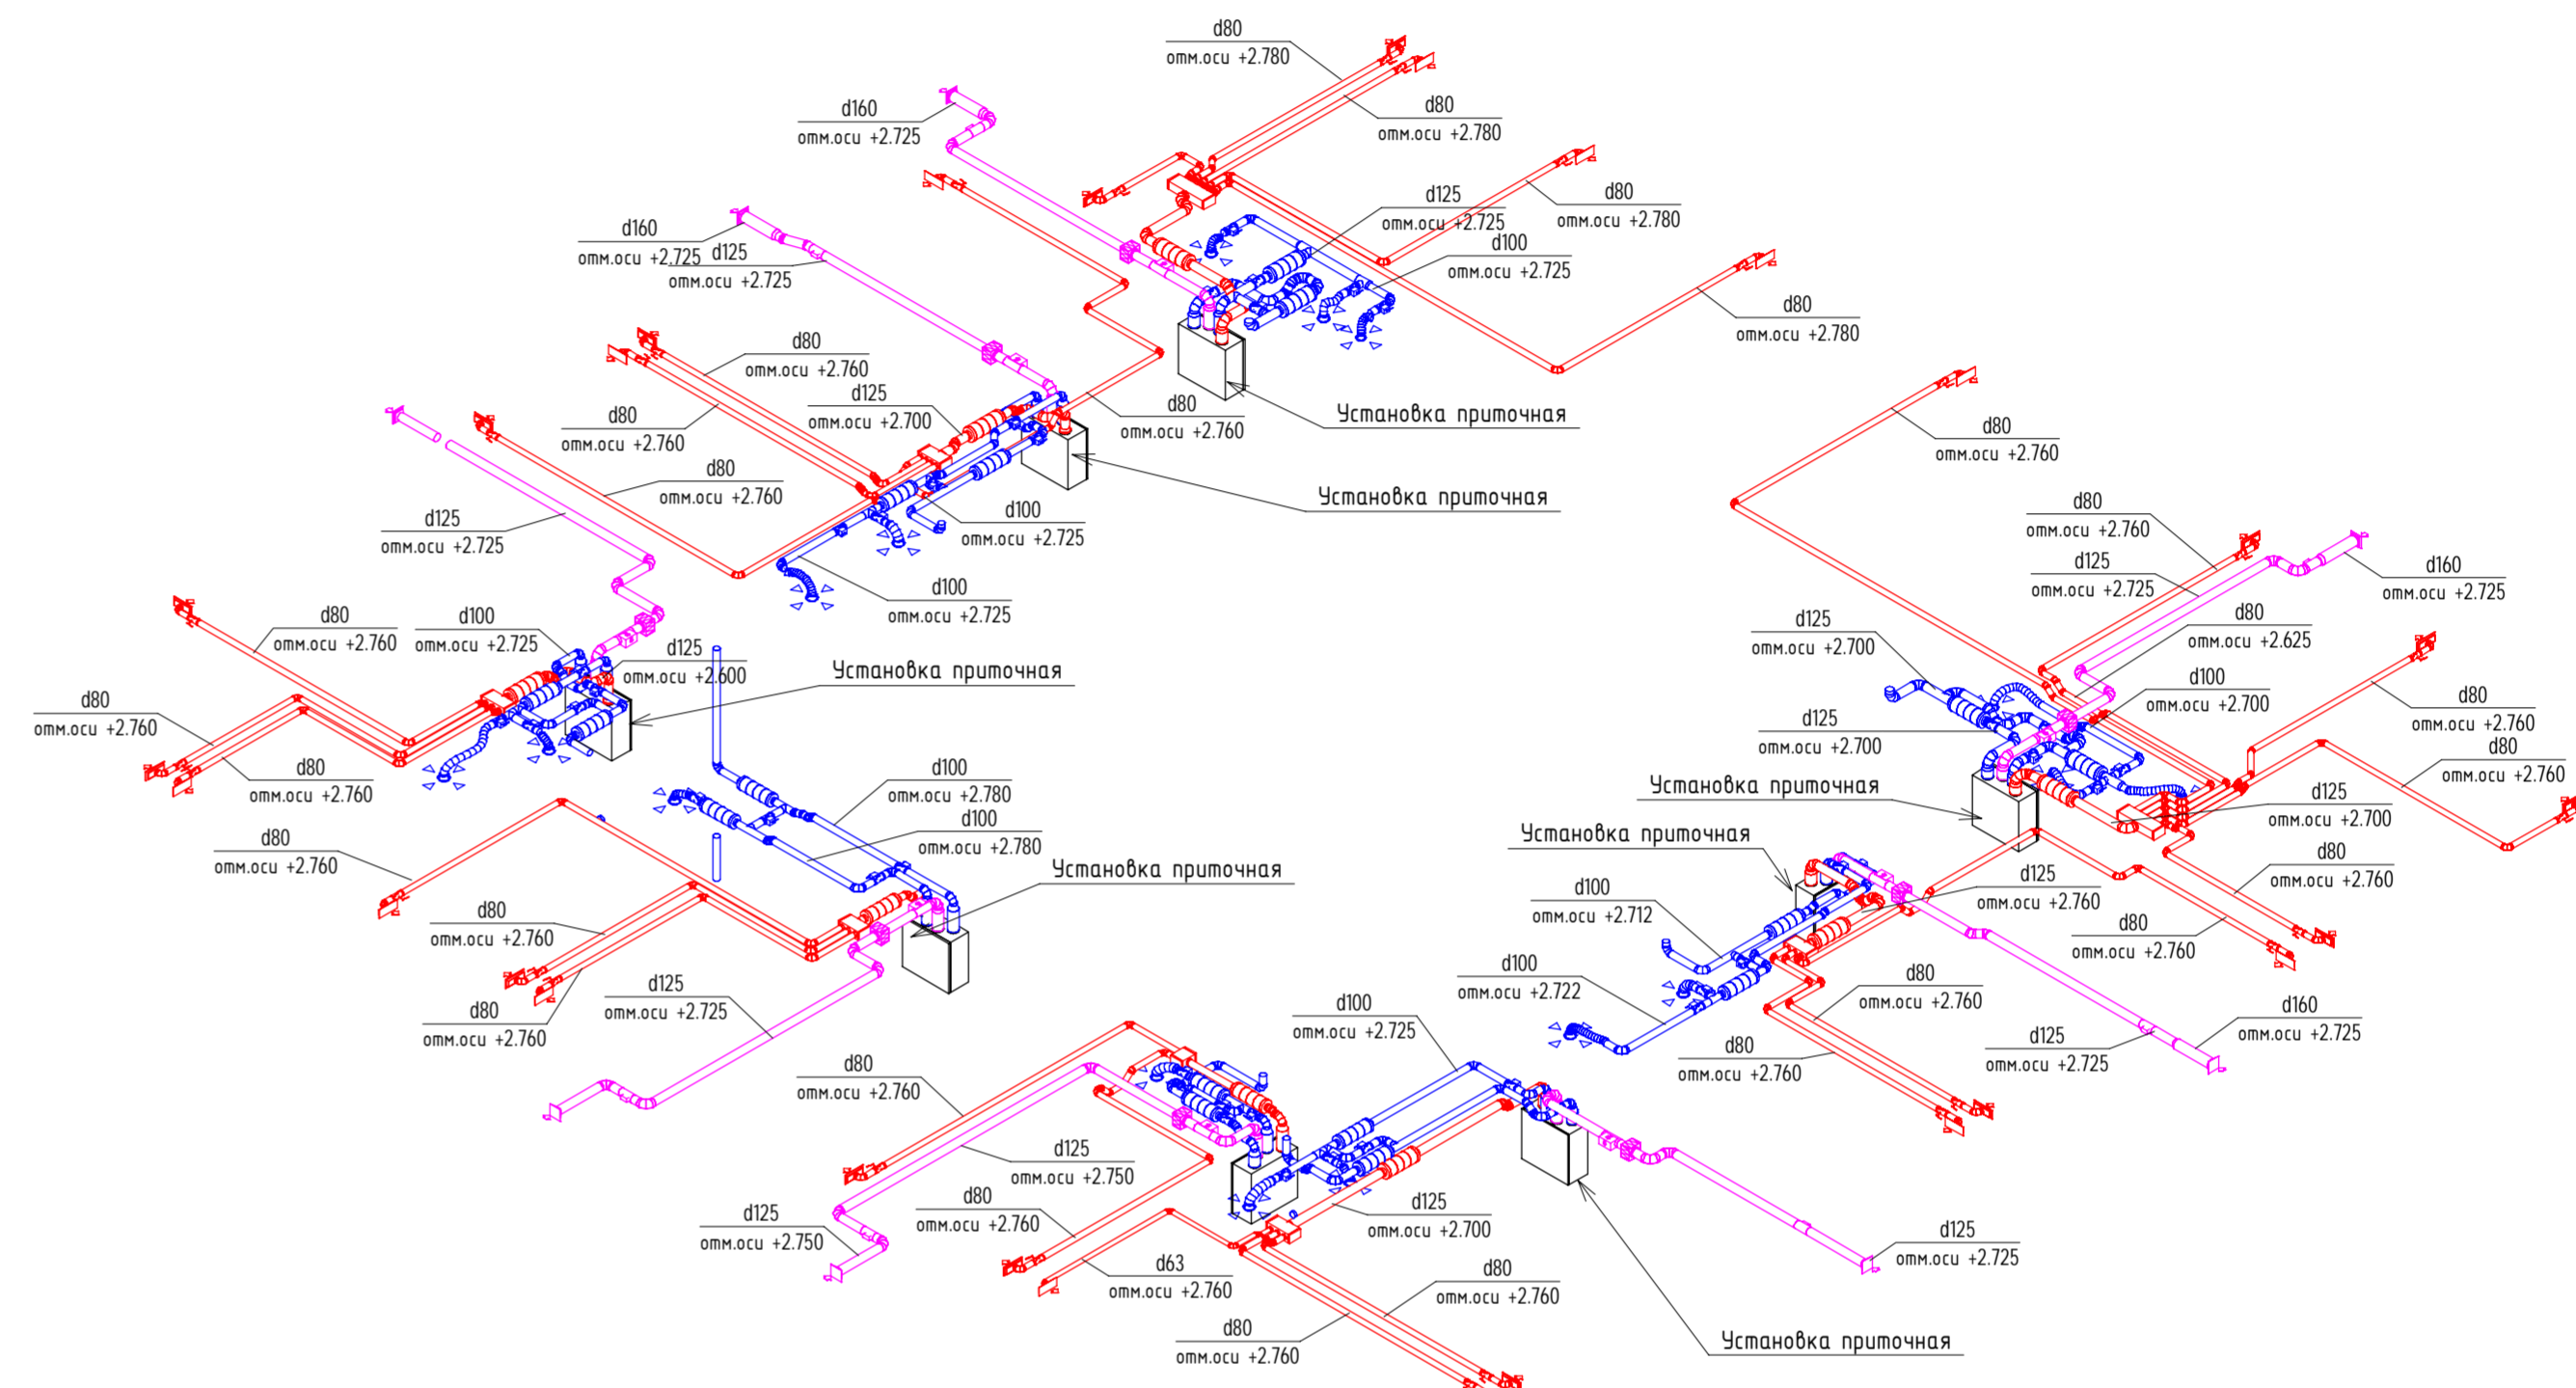 d80
отм.оси +2.780
d160
отм.оси +2.725
d80
отм.оси +2.780
d125
отм.оси +2.725
d80
отм.оси +2.780
d160
отм.оси +2.725
d125
отм.оси +2.725
d100
отм.оси +2.725
d80
отм.оси +2.780
d80
отм.оси +2.760
d125
отм.оси +2.700
d80
отм.оси +2.760
d80
отм.оси +2.760
Установка приточная
d80
отм.оси +2.760
d80
отм.оси +2.760
Установка приточная
d125
отм.оси +2.725
d100
отм.оси +2.725
d80
отм.оси +2.760
d125
отм.оси +2.725
d160
отм.оси +2.725
d100
отм.оси +2.725
d80
отм.оси +2.760
d100
отм.оси +2.725
d125
отм.оси +2.600
Установка приточная
d125
отм.оси +2.700
d80
отм.оси +2.625
d100
отм.оси +2.700
d80
отм.оси +2.760
d80
отм.оси +2.760
d125
отм.оси +2.700
d80
отм.оси +2.760
d80
отм.оси +2.760
d100
отм.оси +2.780
Установка приточная
d125
отм.оси +2.700
d80
отм.оси +2.760
d100
отм.оси +2.780
Установка приточная
Установка приточная
d80
отм.оси +2.760
d125
отм.оси +2.760
d100
отм.оси +2.712
d80
отм.оси +2.760
d80
отм.оси +2.760
d80
отм.оси +2.760
d125
отм.оси +2.725
d100
отм.оси +2.722
d80
отм.оси +2.760
d100
отм.оси +2.725
d160
отм.оси +2.725
d125
отм.оси +2.725
d80
отм.оси +2.760
d80
отм.оси +2.760
d125
отм.оси +2.750
d80
отм.оси +2.760
d125
отм.оси +2.700
d125
отм.оси +2.750
d125
отм.оси +2.725
d63
отм.оси +2.760
d80
отм.оси +2.760
d80
отм.оси +2.760
Установка приточная